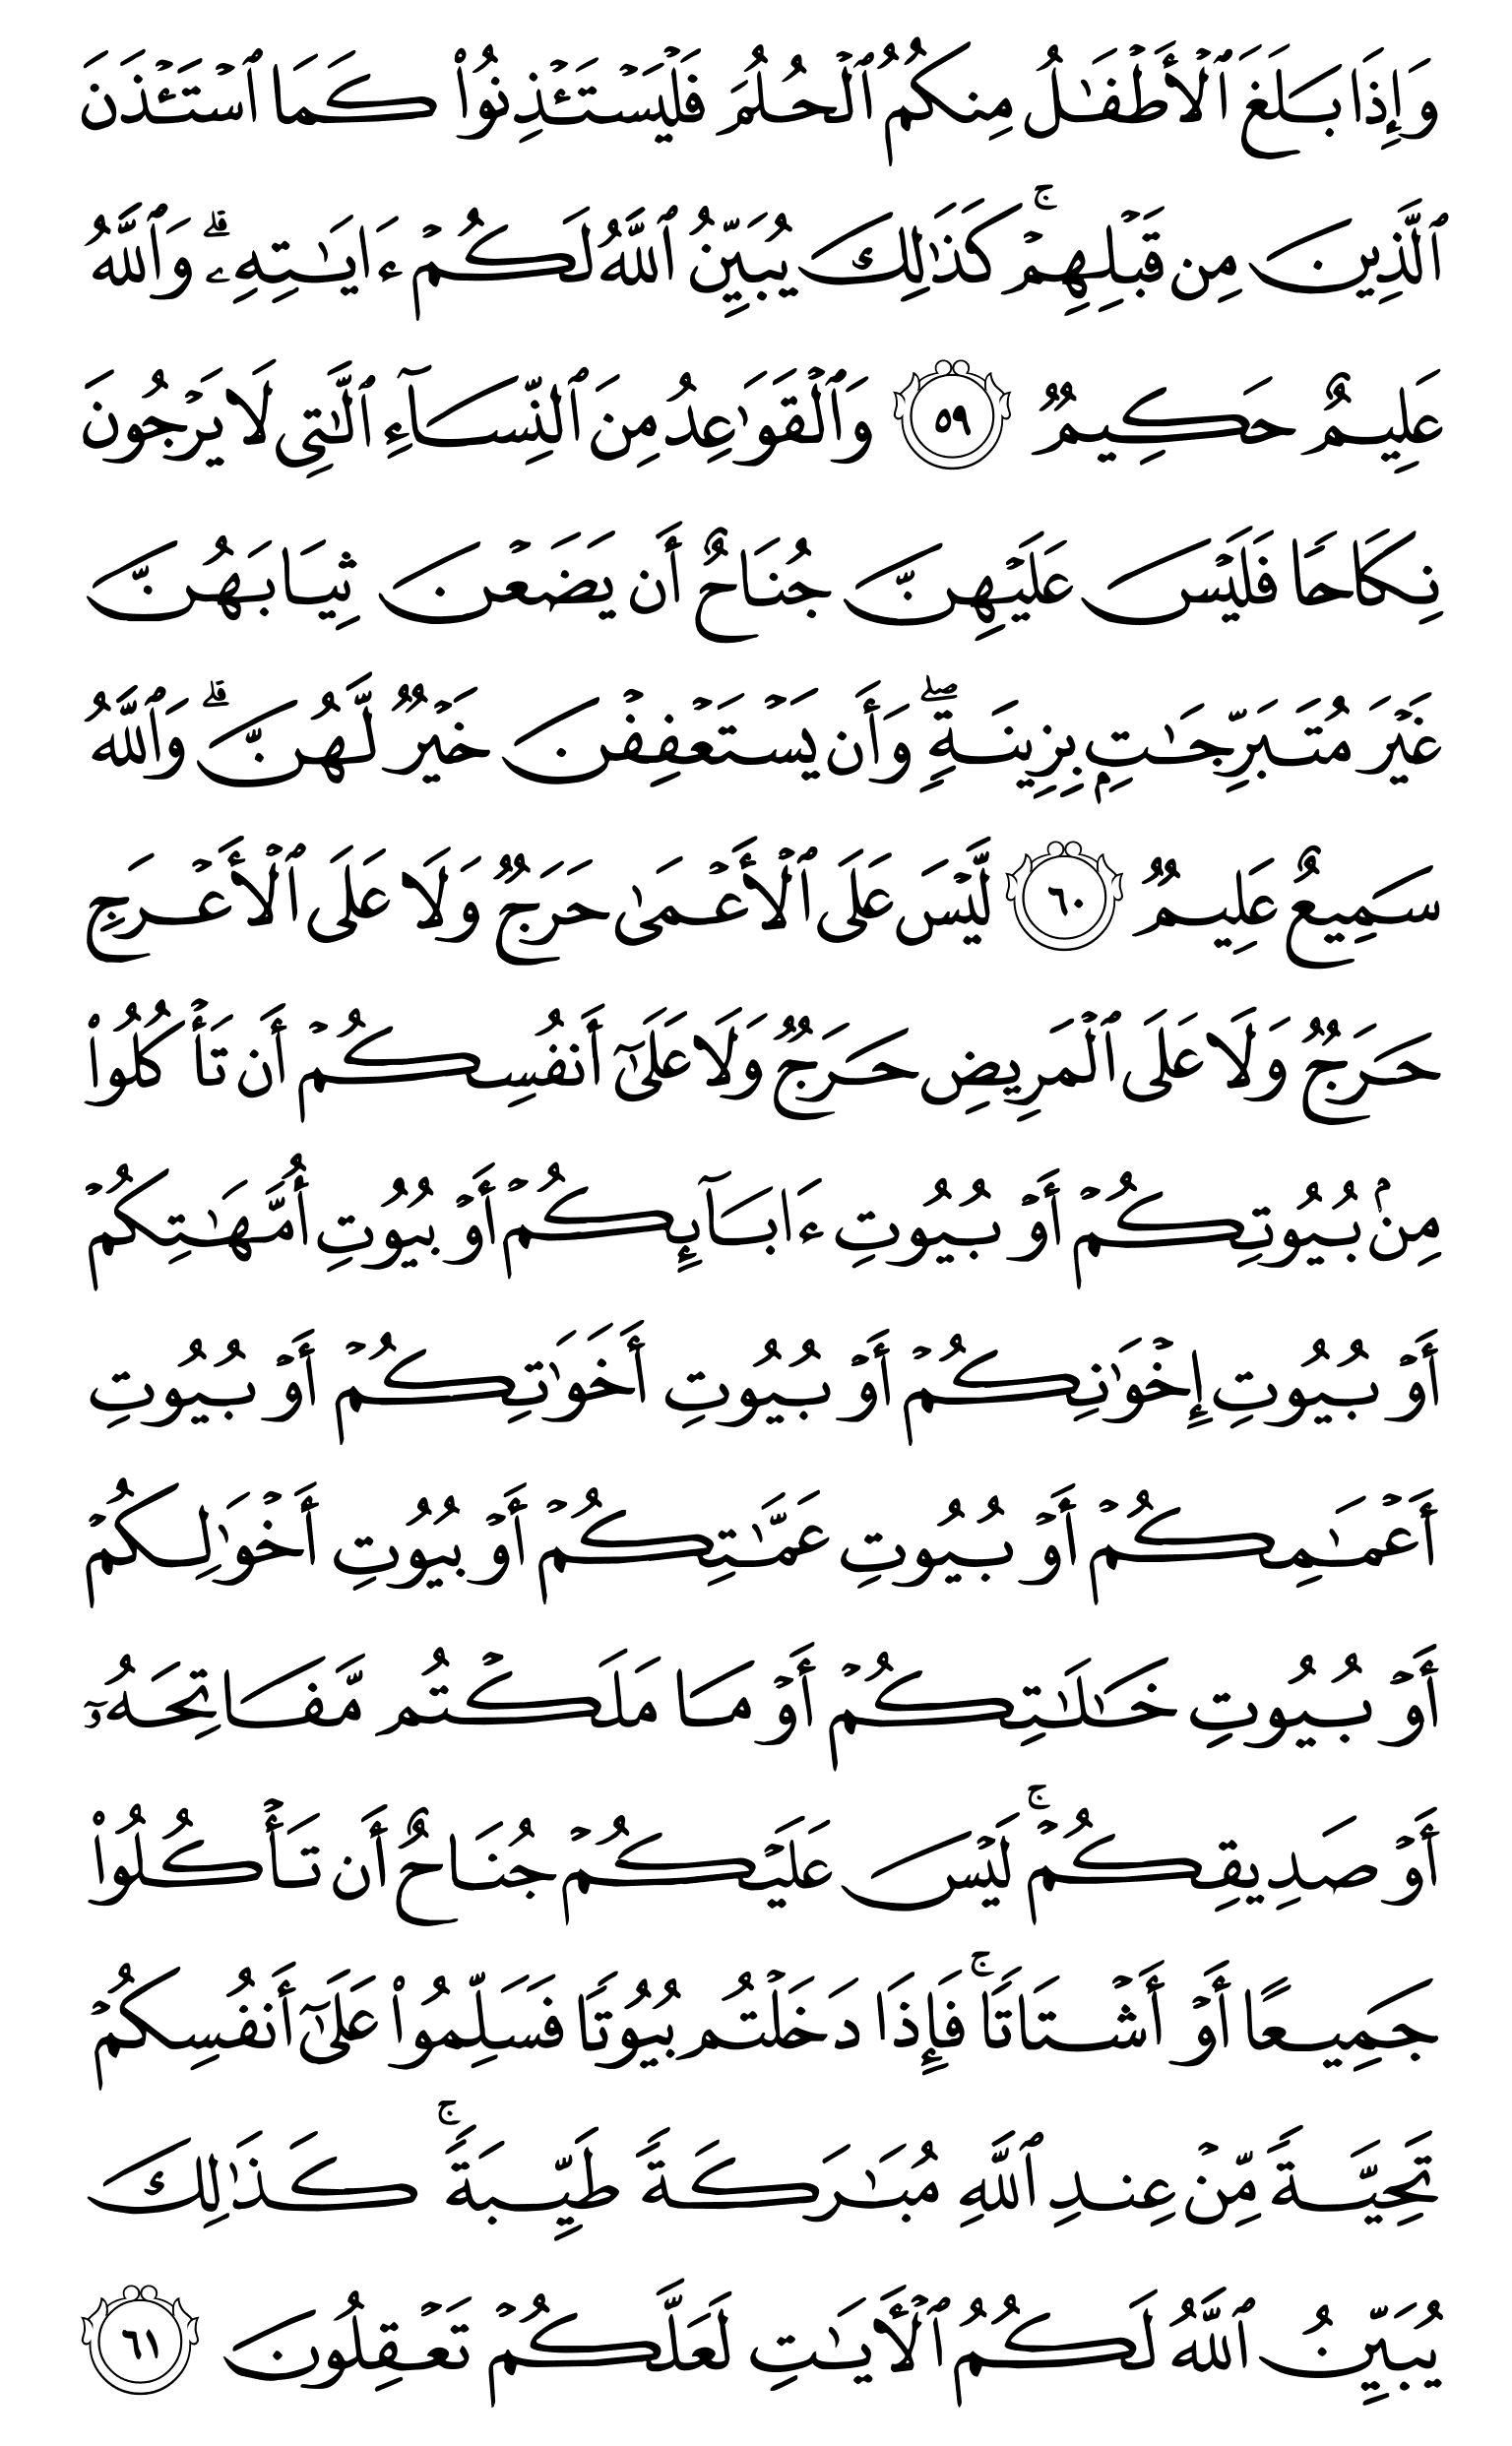 وَإِذَا بَلَغَ ٱلۡأَطۡفَٰلُ مِنكُمُ ٱلۡحُلُمَ فَلۡيَسۡتَـٔۡذِنُواْ كَمَا ٱسۡتَـٔۡذَنَ
ٱلَّذِينَ مِن قَبۡلِهِمۡۚ كَذَٰلِكَ يُبَيِّنُ ٱللَّهُ لَكُمۡ ءَايَٰتِهِۦۗ وَٱللَّهُ
عَلِيمٌ حَكِيمٞ ٥٩ وَٱلۡقَوَٰعِدُ مِنَ ٱلنِّسَآءِ ٱلَّٰتِي لَا يَرۡجُونَ
نِكَاحٗا فَلَيۡسَ عَلَيۡهِنَّ جُنَاحٌ أَن يَضَعۡنَ ثِيَابَهُنَّ
غَيۡرَ مُتَبَرِّجَٰتِۭ بِزِينَةٖۖ وَأَن يَسۡتَعۡفِفۡنَ خَيۡرٞ لَّهُنَّۗ وَٱللَّهُ
سَمِيعٌ عَلِيمٞ ٦٠ لَّيۡسَ عَلَى ٱلۡأَعۡمَىٰ حَرَجٞ وَلَا عَلَى ٱلۡأَعۡرَجِ
حَرَجٞ وَلَا عَلَى ٱلۡمَرِيضِ حَرَجٞ وَلَا عَلَىٰٓ أَنفُسِكُمۡ أَن تَأۡكُلُواْ
مِنۢ بُيُوتِكُمۡ أَوۡ بُيُوتِ ءَابَآئِكُمۡ أَوۡ بُيُوتِ أُمَّهَٰتِكُمۡ
أَوۡ بُيُوتِ إِخۡوَٰنِكُمۡ أَوۡ بُيُوتِ أَخَوَٰتِكُمۡ أَوۡ بُيُوتِ
أَعۡمَٰمِكُمۡ أَوۡ بُيُوتِ عَمَّٰتِكُمۡ أَوۡ بُيُوتِ أَخۡوَٰلِكُمۡ
أَوۡ بُيُوتِ خَٰلَٰتِكُمۡ أَوۡ مَا مَلَكۡتُم مَّفَاتِحَهُۥٓ
أَوۡ صَدِيقِكُمۡۚ لَيۡسَ عَلَيۡكُمۡ جُنَاحٌ أَن تَأۡكُلُواْ
جَمِيعًا أَوۡ أَشۡتَاتٗاۚ فَإِذَا دَخَلۡتُم بُيُوتٗا فَسَلِّمُواْ عَلَىٰٓ أَنفُسِكُمۡ
تَحِيَّةٗ مِّنۡ عِندِ ٱللَّهِ مُبَٰرَكَةٗ طَيِّبَةٗۚ كَذَٰلِكَ
يُبَيِّنُ ٱللَّهُ لَكُمُ ٱلۡأٓيَٰتِ لَعَلَّكُمۡ تَعۡقِلُونَ ٦١